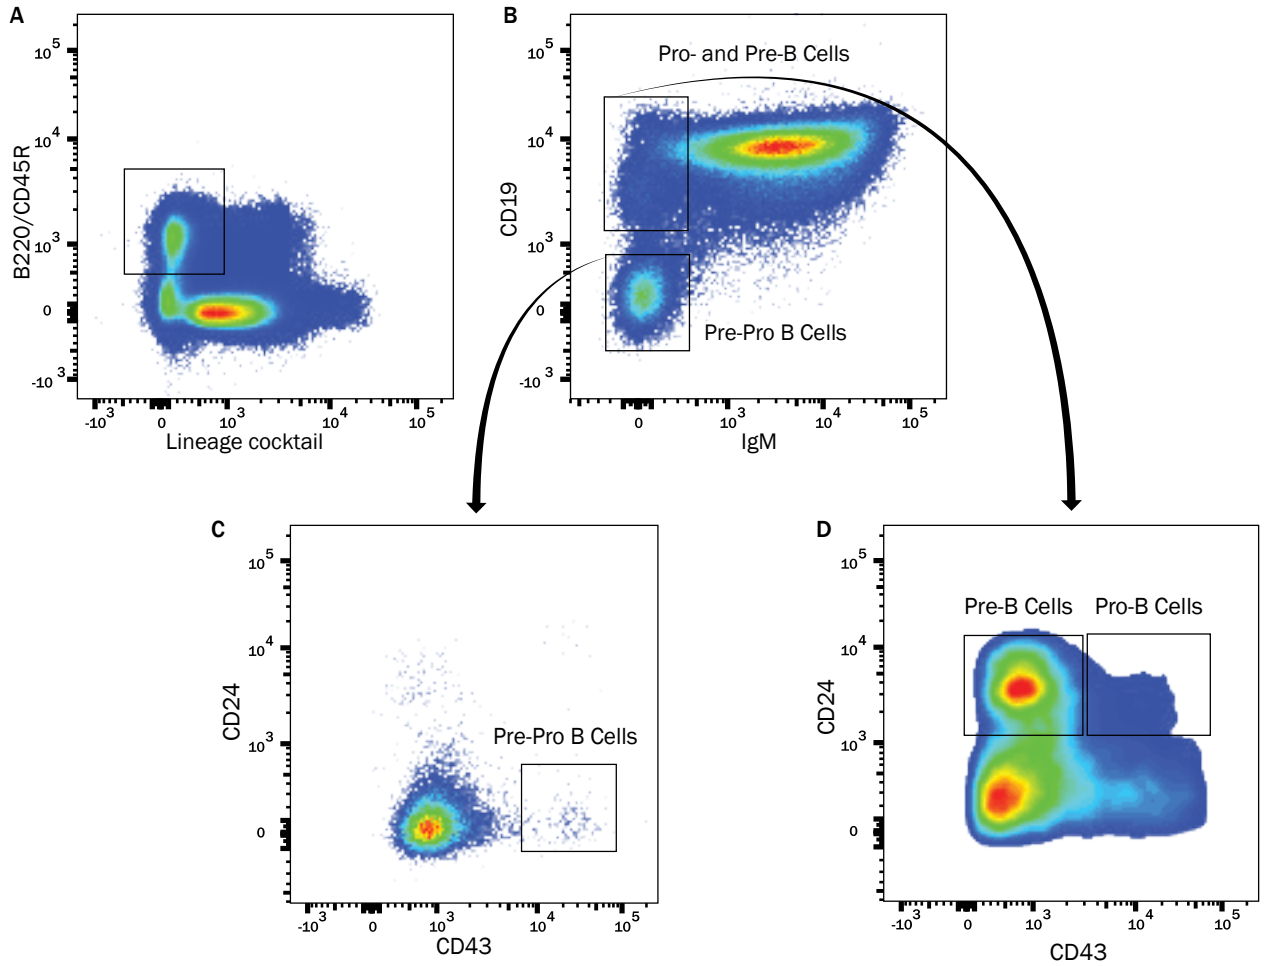 A
B220/CD45R
10^5
10^4
10^3
0
-10^3
-10^3 0 10^3 10^4 10^5
Lineage cocktail
B
Pro- and Pre-B Cells
CD19
10^5
10^4
10^3
0
-10^3
Pre-Pro B Cells
0 10^3 10^4 10^5
IgM
C
CD24
10^5
10^4
10^3
0
Pre-Pro B Cells
-10^3 0 10^3 10^4 10^5
CD43
D
Pre-B Cells Pro-B Cells
CD24
10^5
10^4
10^3
0
-10^3 0 10^3 10^4 10^5
CD43